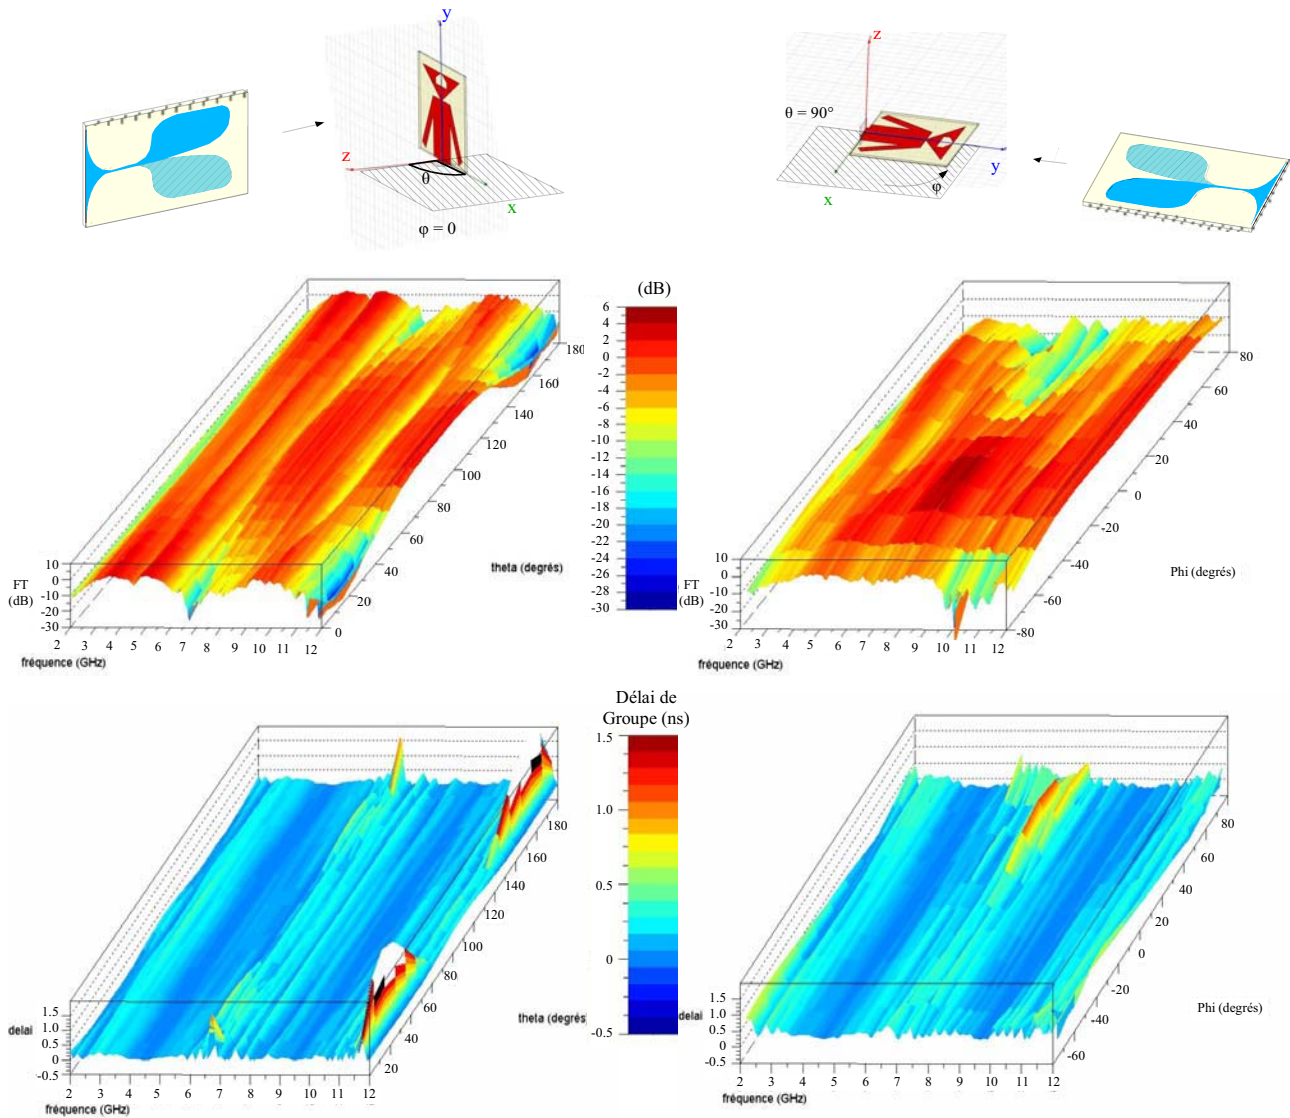 y
z
θ
x
φ = 0
z
θ = 90°
y
φ
x
(dB)
6
4
2
0
-2
-4
-6
-8
-10
-12
-14
-16
-18
-20
-22
-24
-26
-28
-30
10
0
-10
-20
-30
FT
(dB)
2 3 4 5 6 7 8 9 10 11 12
fréquence (GHz)
0
20
40
60
80
100
120
140
160
180
theta (degrés)
10
0
-10
-20
-30
FT
(dB)
2 3 4 5 6 7 8 9 10 11 12
fréquence (GHz)
-80
-60
-40
-20
0
20
40
60
80
Phi (degrés)
Délai de
Groupe (ns)
1.5
1.0
0.5
0
-0.5
1.5
1.0
0.5
0
-0.5
delai
2 3 4 5 6 7 8 9 10 11 12
fréquence (GHz)
20
40
60
80
100
120
140
160
180
theta (degrés)
1.5
1.0
0.5
0
-0.5
delai
2 3 4 5 6 7 8 9 10 11 12
fréquence (GHz)
-60
-40
-20
0
20
40
60
80
Phi (degrés)